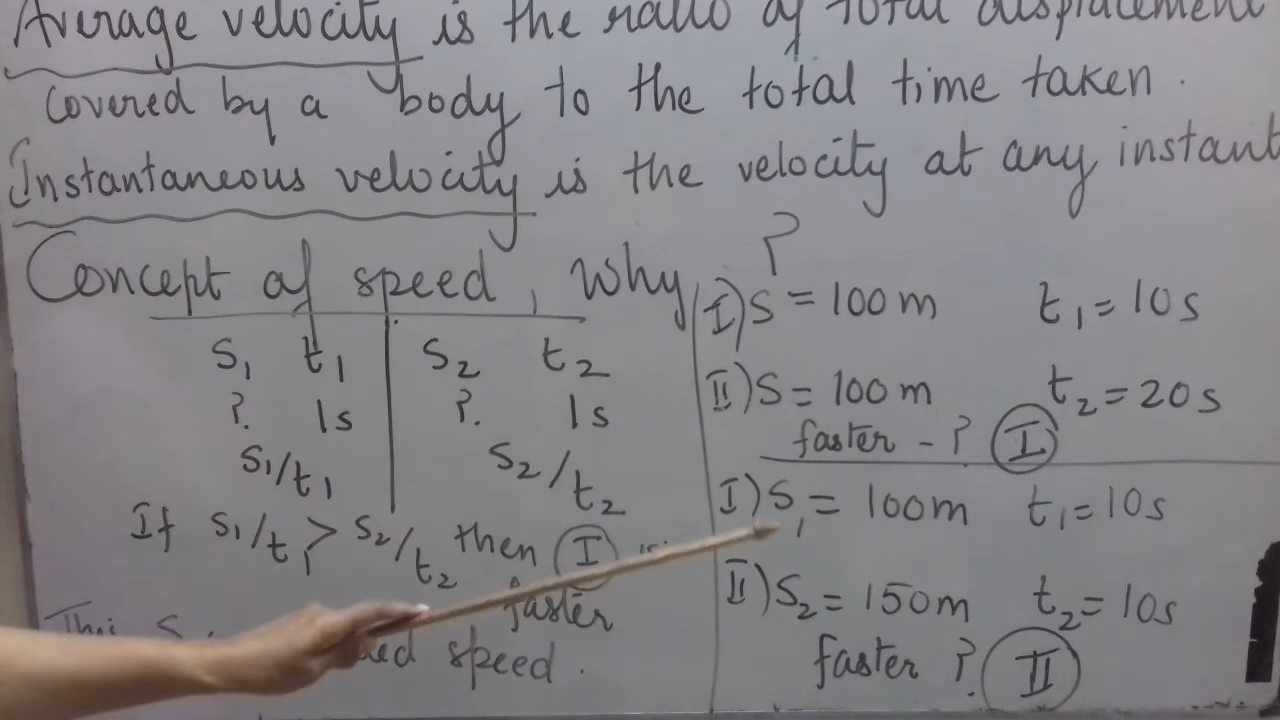 Average velocity is the ratio of total displacement
covered by a body to the total time taken.
Instantaneous velocity is the velocity at any instant
Concept of speed, Why?
S₁ t₁ S₂ t₂
? 1s ? 1s
S₁/t₁ S₂/t₂
If S₁/t₁ > S₂/t₂ then I
faster
speed.
I) S = 100 m t₁ = 10s
II) S = 100 m t₂ = 20s
faster - ? I
I) S₁ = 100m t₁ = 10s
II) S₂ = 150m t₂ = 10s
faster ? II